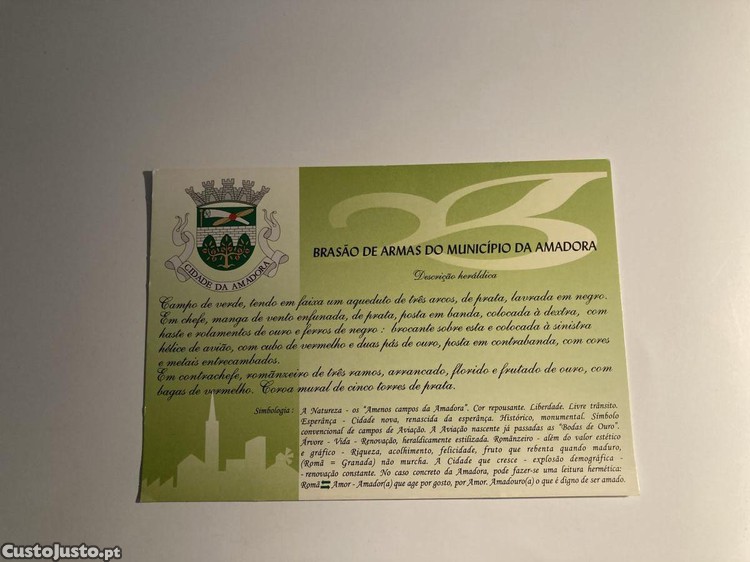 BRASÃO DE ARMAS DO MUNICÍPIO DA AMADORA
Descrição heráldica
CIDADE DA AMADORA
Campo de verde, tendo em faixa um aqueduto de três arcos, de prata, lavrada em negro.
Em chefe, manga de vento enfunada, de prata, posta em banda, colocada à dextra, com
haste e rolamentos de ouro e ferros de negro : brocante sobre esta e colocada à sinistra
hélice de avião, com cubo de vermelho e duas pás de ouro, posta em contrabanda, com cores
e metais entrecambados.
Em contrachefe, romãnzeiro de três ramos, arrancado, florido e frutado de ouro, com
bagas de vermelho. Coroa mural de cinco torres de prata.
Simbologia : A Natureza - os "Amenos campos da Amadora". Cor repousante. Liberdade. Livre trânsito.
Esperânça - Cidade nova, renascida da esperânça. Histórico, monumental. Símbolo
convencional de campos de Aviação. A Aviação nascente já passadas as "Bodas de Ouro".
Árvore - Vida - Renovação, heraldicamente estilizada. Romãnzeiro - além do valor estético
e gráfico - Riqueza, acolhimento, felicidade, fruto que rebenta quando maduro,
(Romã = Granada) não murcha. A Cidade que cresce - explosão demográfica -
- renovação constante. No caso concreto da Amadora, pode fazer-se uma leitura hermética:
Romã Amor - Amador(a) que age por gosto, por Amor. Amadouro(a) o que é digno de ser amado.
CustoJusto.pt